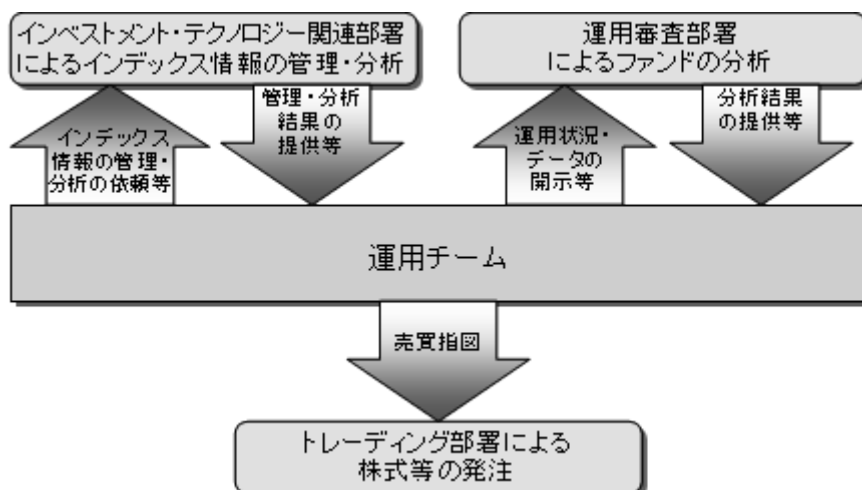 インベストメント・テクノロジー関連部署
によるインデックス情報の管理・分析
運用審査部署
によるファンドの分析
インデックス
情報の管理・
分析の依頼等
管理・分析
結果の
提供等
運用状況・
データの
開示等
分析結果
の提供等
運用チーム
売買指図
トレーディング部署による
株式等の発注